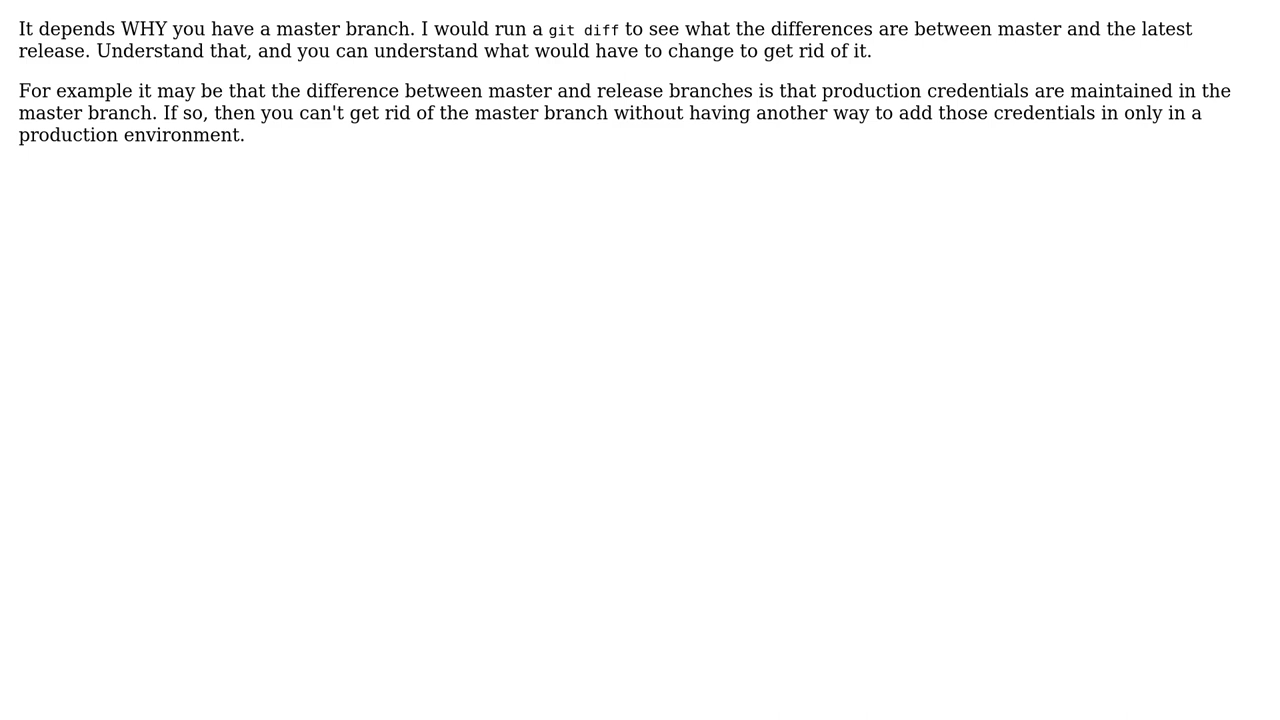 It depends WHY you have a master branch. I would run a git diff to see what the differences are between master and the latest
release. Understand that, and you can understand what would have to change to get rid of it.
For example it may be that the difference between master and release branches is that production credentials are maintained in the
master branch. If so, then you can't get rid of the master branch without having another way to add those credentials in only in a
production environment.